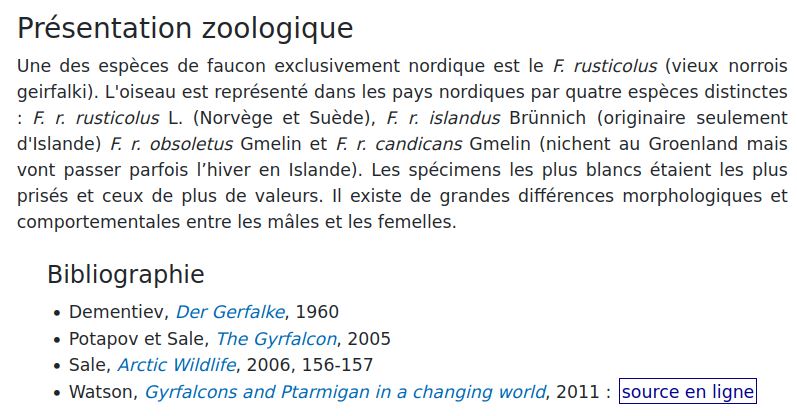 Présentation zoologique
Une des espèces de faucon exclusivement nordique est le F. rusticolus (vieux norrois
geirfalki). L'oiseau est représenté dans les pays nordiques par quatre espèces distinctes
: F. r. rusticolus L. (Norvège et Suède), F. r. islandus Brünnich (originaire seulement
d'Islande) F. r. obsoletus Gmelin et F. r. candicans Gmelin (nichent au Groenland mais
vont passer parfois l’hiver en Islande). Les spécimens les plus blancs étaient les plus
prisés et ceux de plus de valeurs. Il existe de grandes différences morphologiques et
comportementales entre les mâles et les femelles.
Bibliographie
• Dementiev, Der Gerfalke, 1960
• Potapov et Sale, The Gyrfalcon, 2005
• Sale, Arctic Wildlife, 2006, 156-157
• Watson, Gyrfalcons and Ptarmigan in a changing world, 2011 : source en ligne